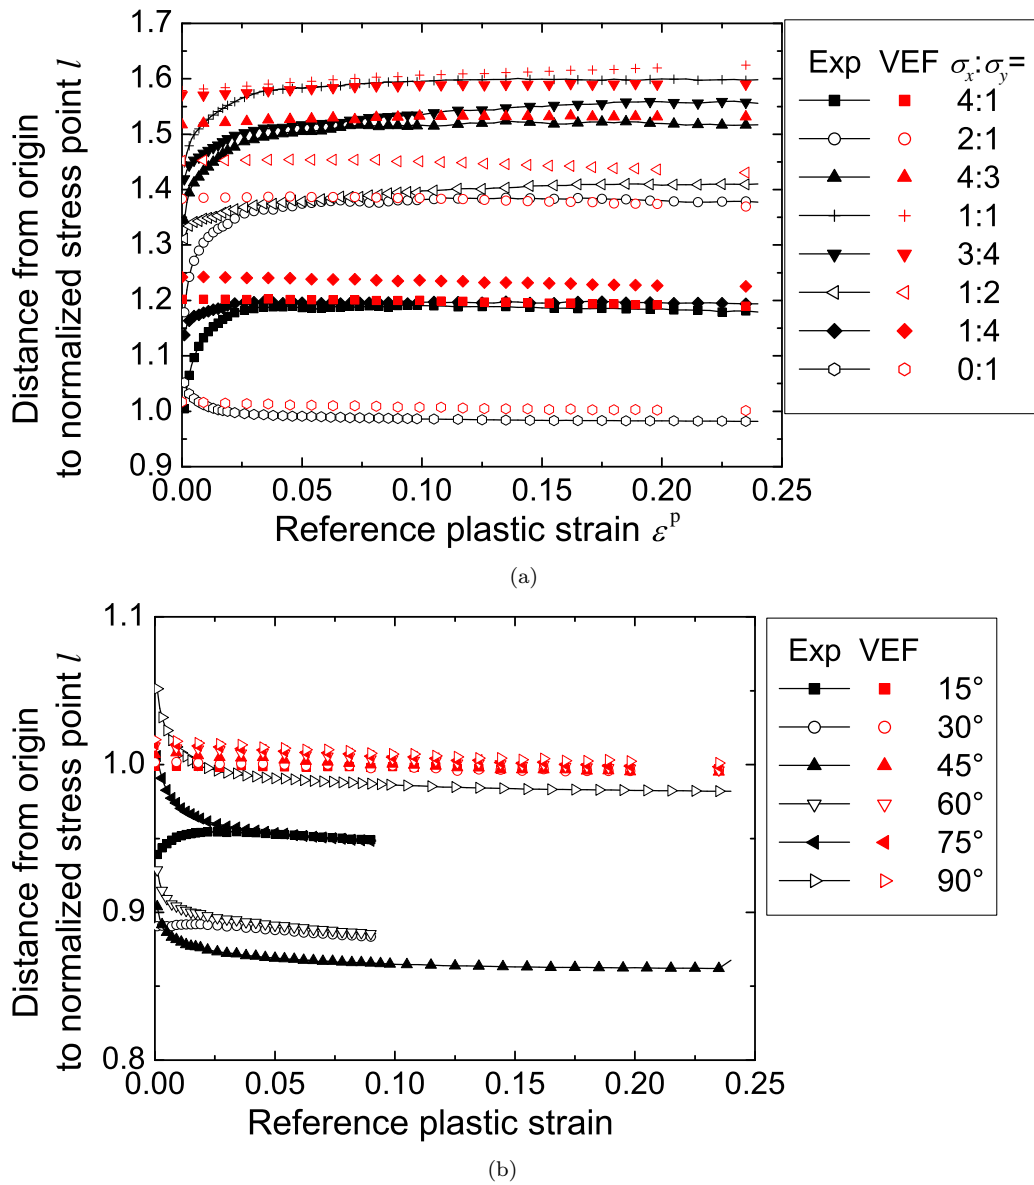 (a)
1.7
1.6
1.5
1.4
1.3
1.2
1.1
1.0
0.9
Distance from origin
to normalized stress point l
0.00 0.05 0.10 0.15 0.20 0.25
Reference plastic strain εᵖ
Exp VEF σₓ:σᵧ=
4:1
2:1
4:3
1:1
3:4
1:2
1:4
0:1
(a)
1.1
1.0
0.9
0.8
Distance from origin
to normalized stress point l
0.00 0.05 0.10 0.15 0.20 0.25
Reference plastic strain
Exp VEF
15°
30°
45°
60°
75°
90°
(b)